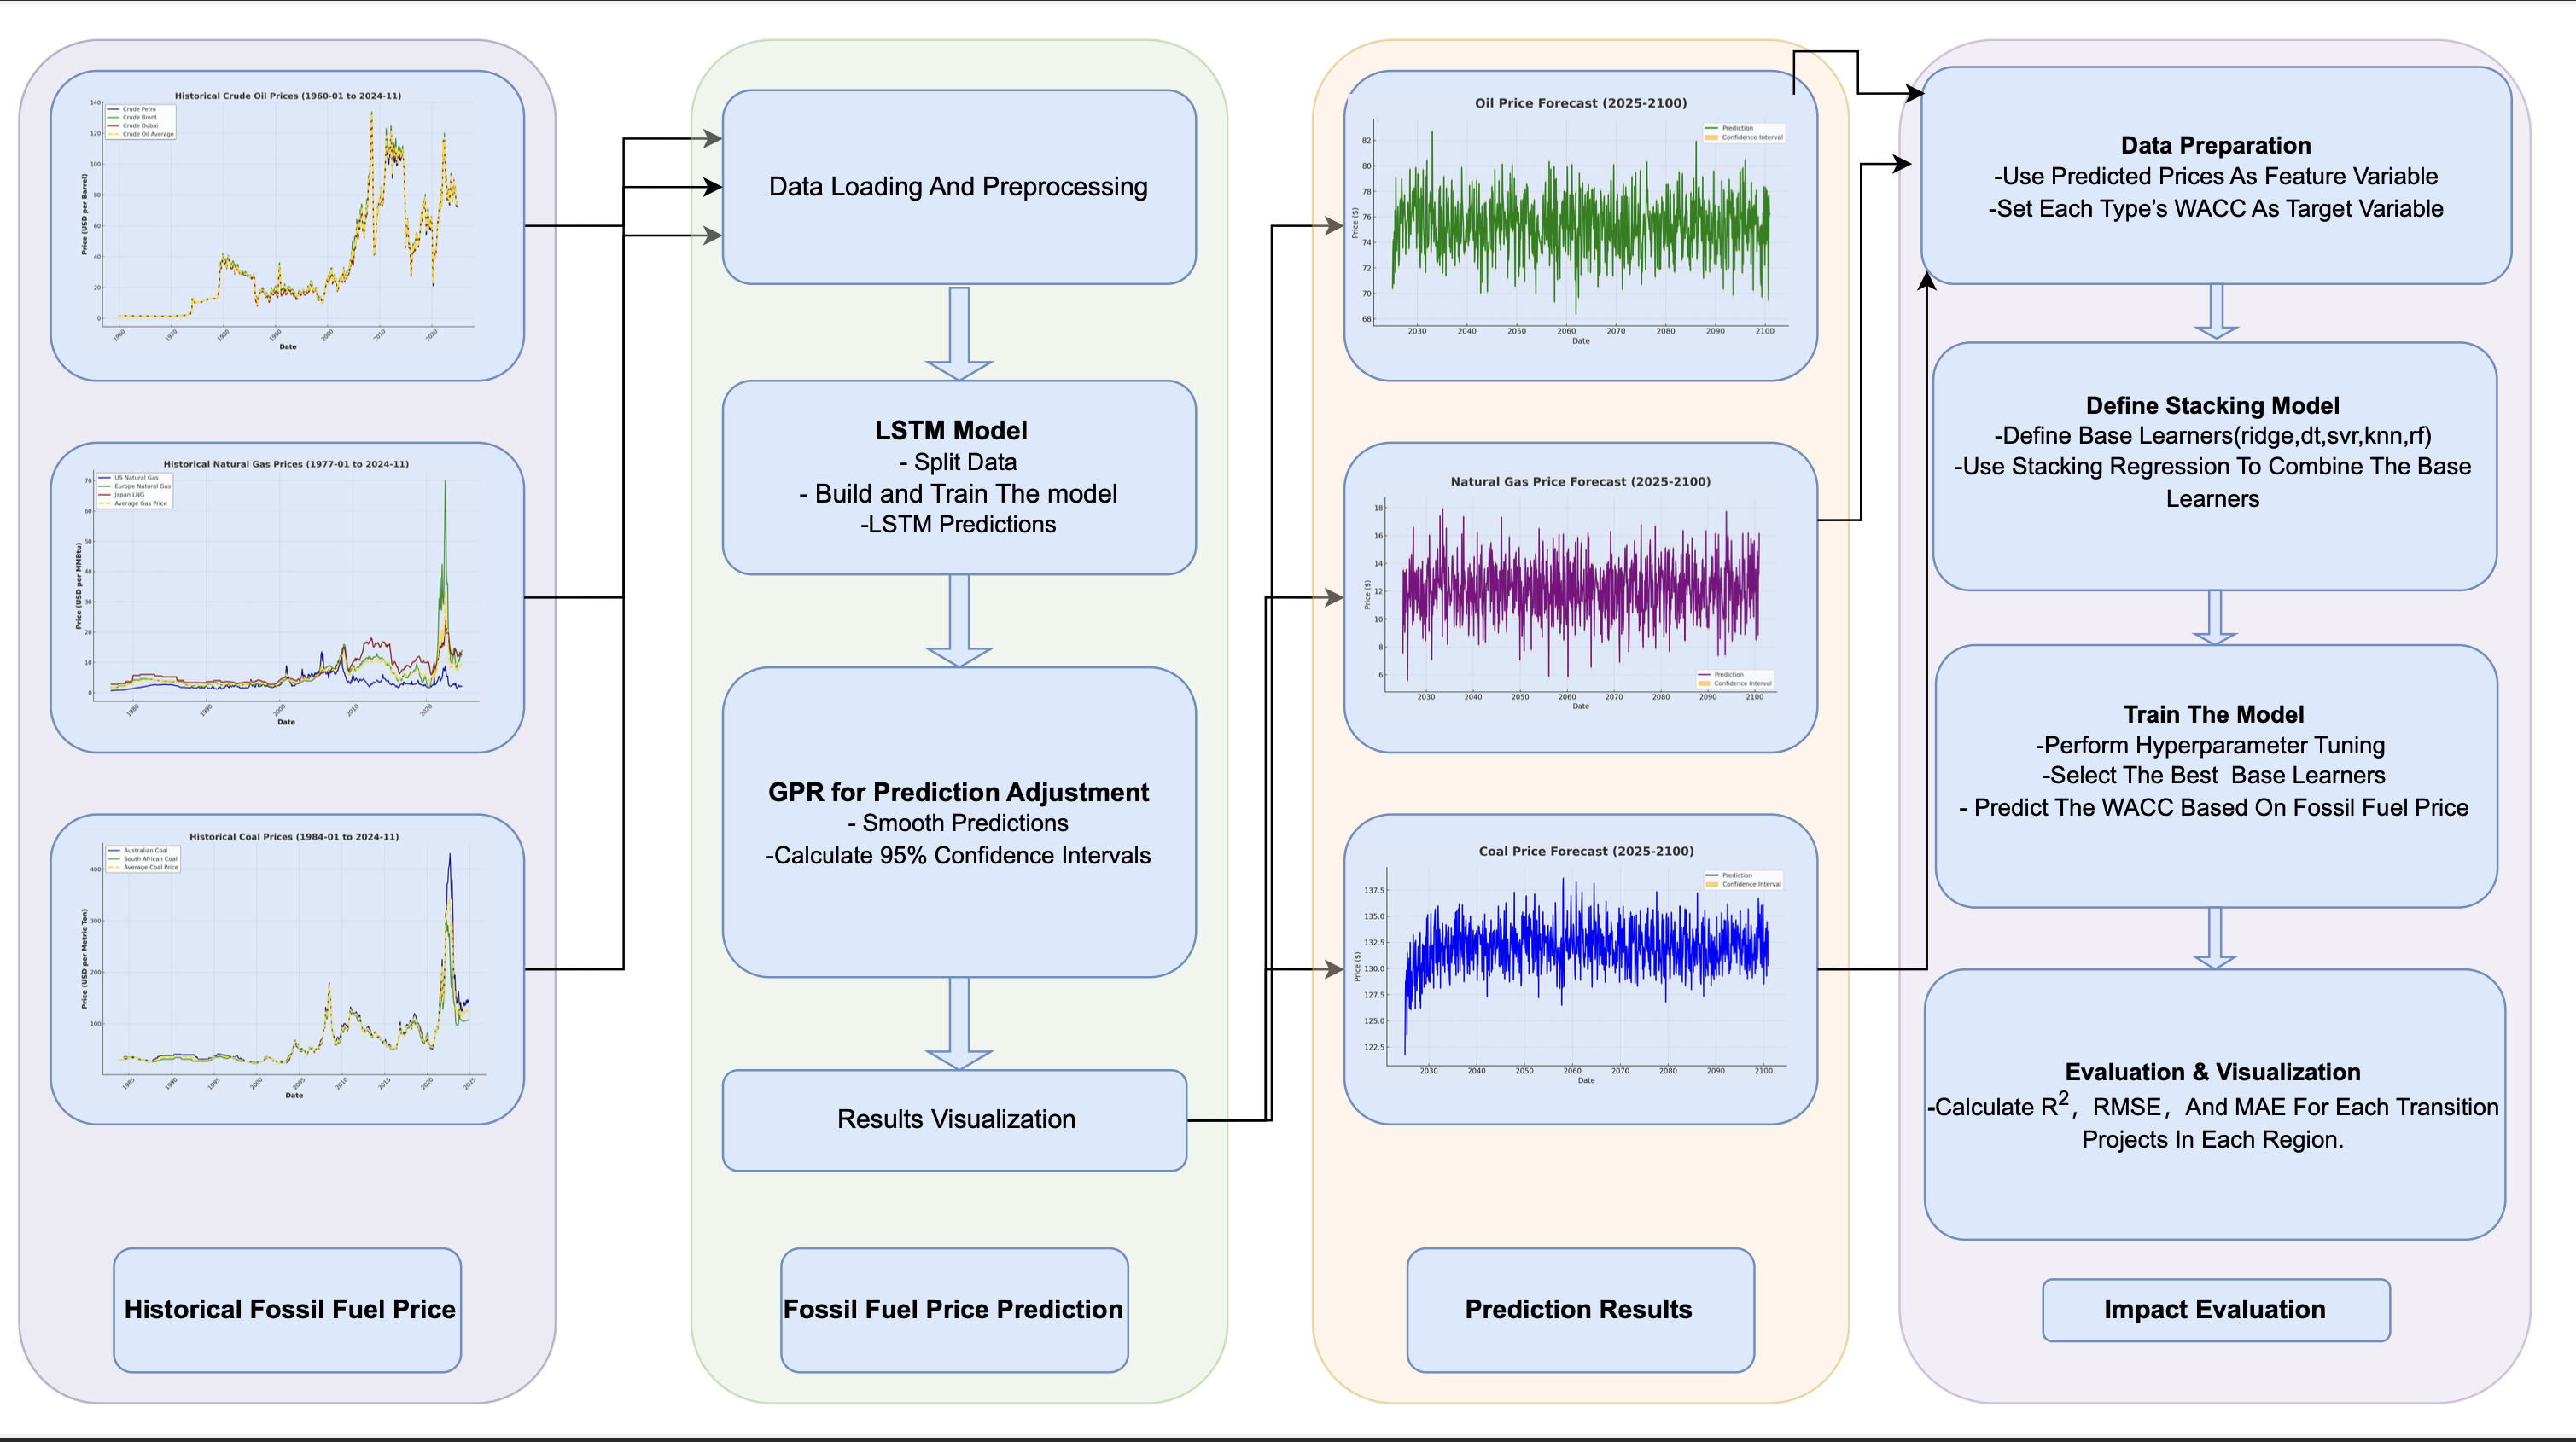 Historical Crude Oil Prices (1960-01 to 2024-11)
Crude Petro
Crude Brent
Crude Dubai
Crude Oil Average
Price (USD per Barrel)
140
120
100
80
60
40
20
0
1960 1970 1980 1990 2000 2010 2020
Date
Historical Natural Gas Prices (1977-01 to 2024-11)
US Natural Gas
Europe Natural Gas
Japan LNG
Average Gas Price
Price (USD per MMBtu)
70
60
50
40
30
20
10
0
1980 1990 2000 2010 2020
Date
Historical Coal Prices (1984-01 to 2024-11)
Australian Coal
South African Coal
Average Coal Price
Price (USD per Metric Ton)
400
300
200
100
1985 1990 1995 2000 2005 2010 2015 2020 2025
Date
Historical Fossil Fuel Price
Data Loading And Preprocessing
LSTM Model
- Split Data
- Build and Train The model
-LSTM Predictions
GPR for Prediction Adjustment
- Smooth Predictions
-Calculate 95% Confidence Intervals
Results Visualization
Fossil Fuel Price Prediction
Oil Price Forecast (2025-2100)
Prediction
Confidence Interval
Price ($)
82
80
78
76
74
72
70
68
2030 2040 2050 2060 2070 2080 2090 2100
Date
Natural Gas Price Forecast (2025-2100)
Price ($)
18
16
14
12
10
8
6
Prediction
Confidence Interval
2030 2040 2050 2060 2070 2080 2090 2100
Date
Coal Price Forecast (2025-2100)
Prediction
Confidence Interval
Price ($)
137.5
135.0
132.5
130.0
127.5
125.0
122.5
2030 2040 2050 2060 2070 2080 2090 2100
Date
Prediction Results
Data Preparation
-Use Predicted Prices As Feature Variable
-Set Each Type’s WACC As Target Variable
Define Stacking Model
-Define Base Learners(ridge,dt,svr,knn,rf)
-Use Stacking Regression To Combine The Base
Learners
Train The Model
-Perform Hyperparameter Tuning
-Select The Best Base Learners
- Predict The WACC Based On Fossil Fuel Price
Evaluation & Visualization
-Calculate R²，RMSE，And MAE For Each Transition
Projects In Each Region.
Impact Evaluation